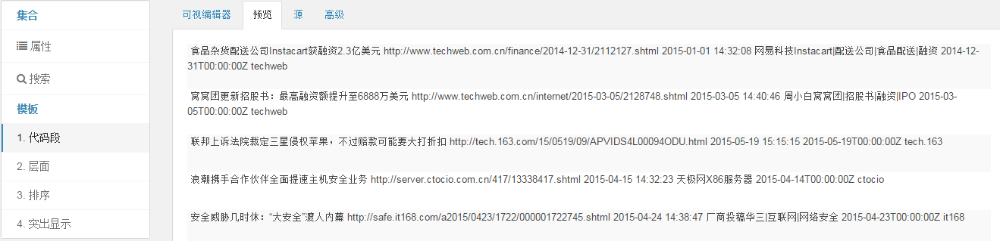 集合
属性
搜索
模板
1. 代码段
2. 层面
3. 排序
4. 突出显示
可视编辑器 预览 源 高级
食品杂货配送公司Instacart获融资2.3亿美元 http://www.techweb.com.cn/finance/2014-12-31/2112127.shtml 2015-01-01 14:32:08 网易科技Instacart|配送公司|食品配送|融资 2014-12-
31T00:00:00Z techweb
窝窝团更新招股书：最高融资额提升至6888万美元 http://www.techweb.com.cn/internet/2015-03-05/2128748.shtml 2015-03-05 14:40:46 周小白窝窝团|招股书|融资|IPO 2015-03-
05T00:00:00Z techweb
联邦上诉法院裁定三星侵权苹果，不过赔款可能要大打折扣 http://tech.163.com/15/0519/09/APVIDS4L00094ODU.html 2015-05-19 15:15:15 2015-05-19T00:00:00Z tech.163
浪潮携手合作伙伴全面提速主机安全业务 http://server.ctocio.com.cn/417/13338417.shtml 2015-04-15 14:32:23 天极网X86服务器 2015-04-14T00:00:00Z ctocio
安全威胁几时休：“大安全”渡人内幕 http://safe.it168.com/a2015/0423/1722/000001722745.shtml 2015-04-24 14:38:47 厂商投稿华三|互联网|网络安全 2015-04-23T00:00:00Z it168